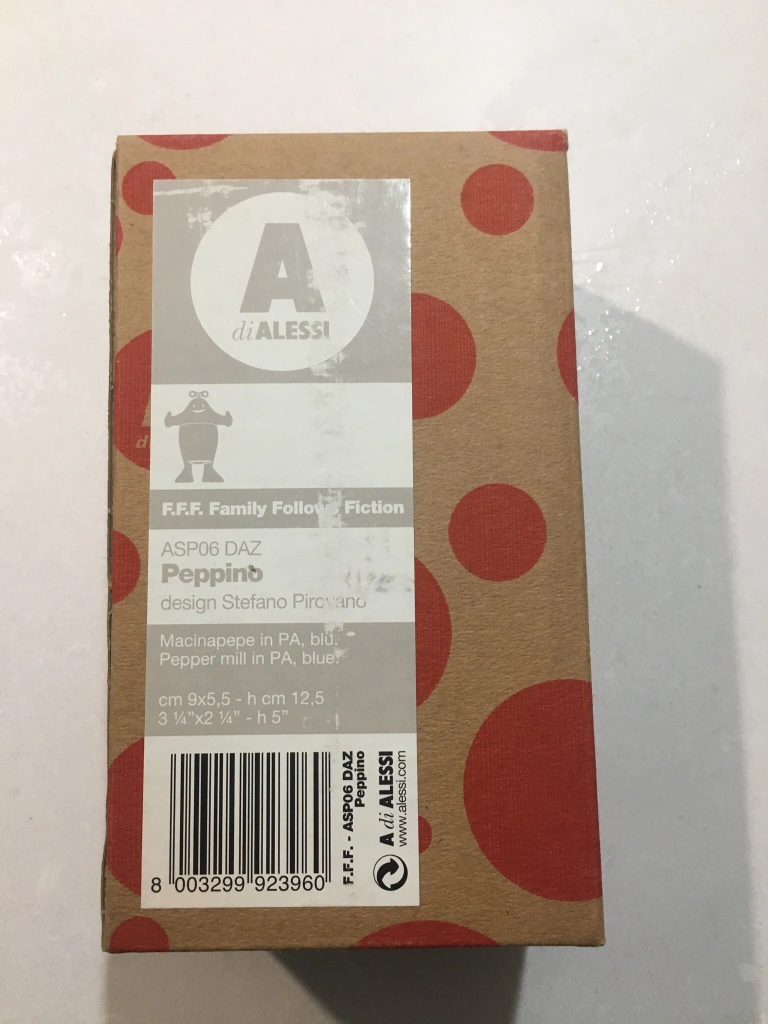 A
di ALESSI
F.F.F. Family Follows Fiction
ASP06 DAZ
Peppino
design Stefano Pirovano
Macinapepe in PA, blu.
Pepper mill in PA, blue.
cm 9x5,5 - h cm 12,5
3 ¼"x2 ¼" - h 5"
8 003299 923960
F.F.F. - ASP06 DAZ
Peppino
A di ALESSI
www.alessi.com